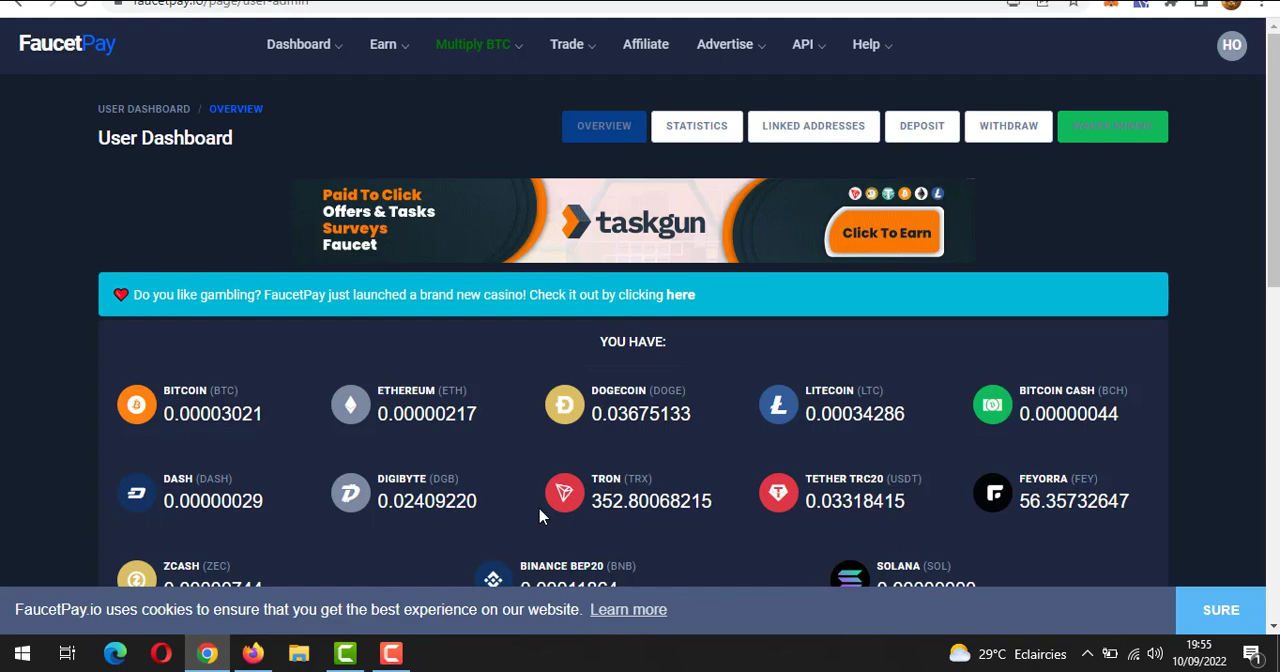 faucetpay.io/page/user-admin
FaucetPay
Dashboard
Earn
Multiply BTC
Trade
Affiliate
Advertise
API
Help
HO
USER DASHBOARD / OVERVIEW
User Dashboard
OVERVIEW
STATISTICS
LINKED ADDRESSES
DEPOSIT
WITHDRAW
Paid To Click
Offers & Tasks
Surveys
Faucet
taskgun
Click To Earn
Do you like gambling? FaucetPay just launched a brand new casino! Check it out by clicking here
YOU HAVE:
BITCOIN (BTC)
0.00003021
ETHEREUM (ETH)
0.00000217
DOGECOIN (DOGE)
0.03675133
LITECOIN (LTC)
0.00034286
BITCOIN CASH (BCH)
0.00000044
DASH (DASH)
0.00000029
DIGIBYTE (DGB)
0.02409220
TRON (TRX)
352.80068215
TETHER TRC20 (USDT)
0.03318415
FEYORRA (FEY)
56.35732647
ZCASH (ZEC)
BINANCE BEP20 (BNB)
SOLANA (SOL)
FaucetPay.io uses cookies to ensure that you get the best experience on our website. Learn more
SURE
29°C Eclaircies
19:55
10/09/2022
1